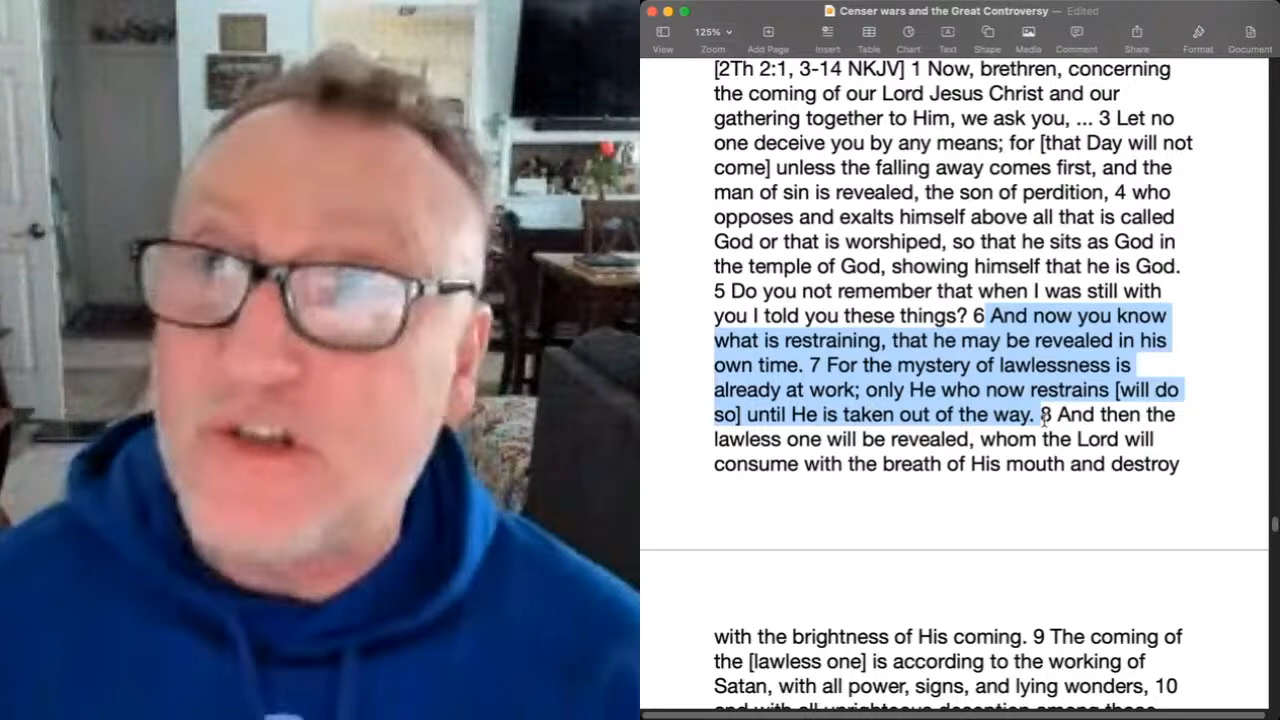 Censer wars and the Great Controversy — Edited
125%
View
Zoom
Add Page
Insert
Table
Chart
Text
Shape
Media
Comment
Share
Format
Document
[2Th 2:1, 3-14 NKJV] 1 Now, brethren, concerning
the coming of our Lord Jesus Christ and our
gathering together to Him, we ask you, ... 3 Let no
one deceive you by any means; for [that Day will not
come] unless the falling away comes first, and the
man of sin is revealed, the son of perdition, 4 who
opposes and exalts himself above all that is called
God or that is worshiped, so that he sits as God in
the temple of God, showing himself that he is God.
5 Do you not remember that when I was still with
you I told you these things? 6 And now you know
what is restraining, that he may be revealed in his
own time. 7 For the mystery of lawlessness is
already at work; only He who now restrains [will do
so] until He is taken out of the way. 8 And then the
lawless one will be revealed, whom the Lord will
consume with the breath of His mouth and destroy
with the brightness of His coming. 9 The coming of
the [lawless one] is according to the working of
Satan, with all power, signs, and lying wonders, 10
and with all unrighteous deception among those